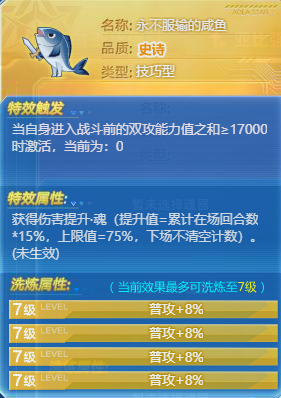 AOLA STAR
名称: 永不服输的咸鱼
品质: 史诗
类型: 技巧型
特效触发
当自身进入战斗前的双攻能力值之和≥17000
时激活，当前为：0
特效属性:
获得伤害提升-魂（提升值=累计在场回合数
*15%，上限值=75%，下场不清空计数）。
(未生效)
洗炼属性:
（当前效果最多可洗炼至7级）
7级 LEVEL 普攻+8%
7级 LEVEL 普攻+8%
7级 LEVEL 普攻+8%
7级 LEVEL 普攻+8%